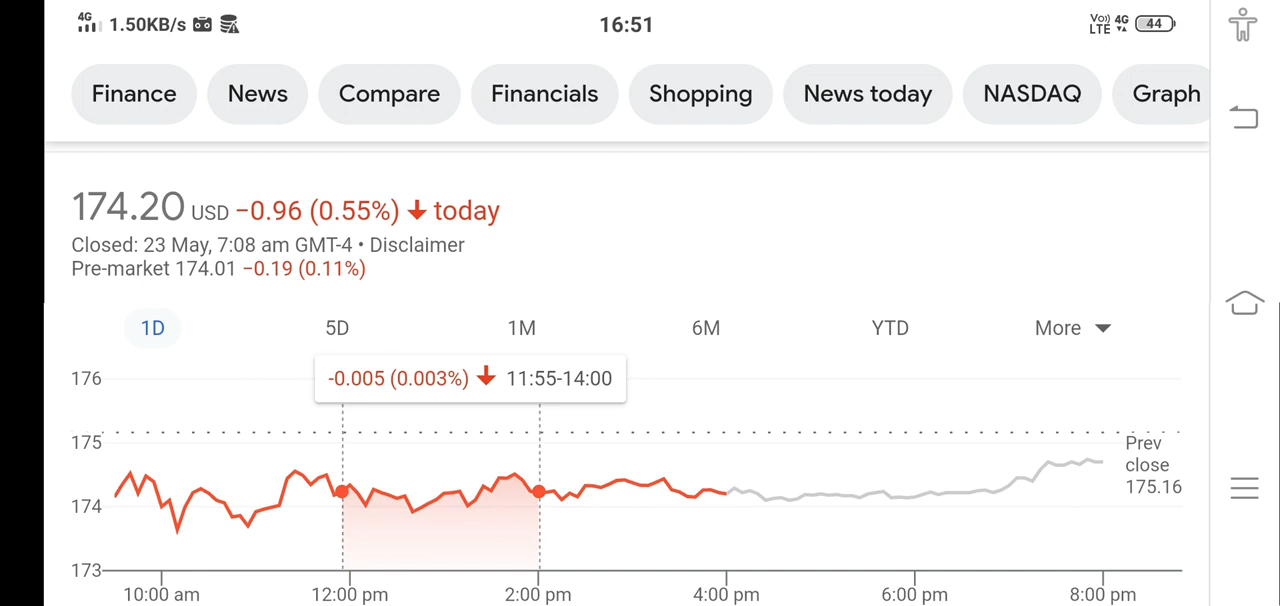 4G 1.50KB/s 16:51 Vo) LTE 4G 44
Finance News Compare Financials Shopping News today NASDAQ Graph
174.20 USD −0.96 (0.55%) today
Closed: 23 May, 7:08 am GMT-4 • Disclaimer
Pre-market 174.01 −0.19 (0.11%)
1D 5D 1M 6M YTD More
-0.005 (0.003%) 11:55-14:00
176
175
174
173
Prev
close
175.16
10:00 am 12:00 pm 2:00 pm 4:00 pm 6:00 pm 8:00 pm